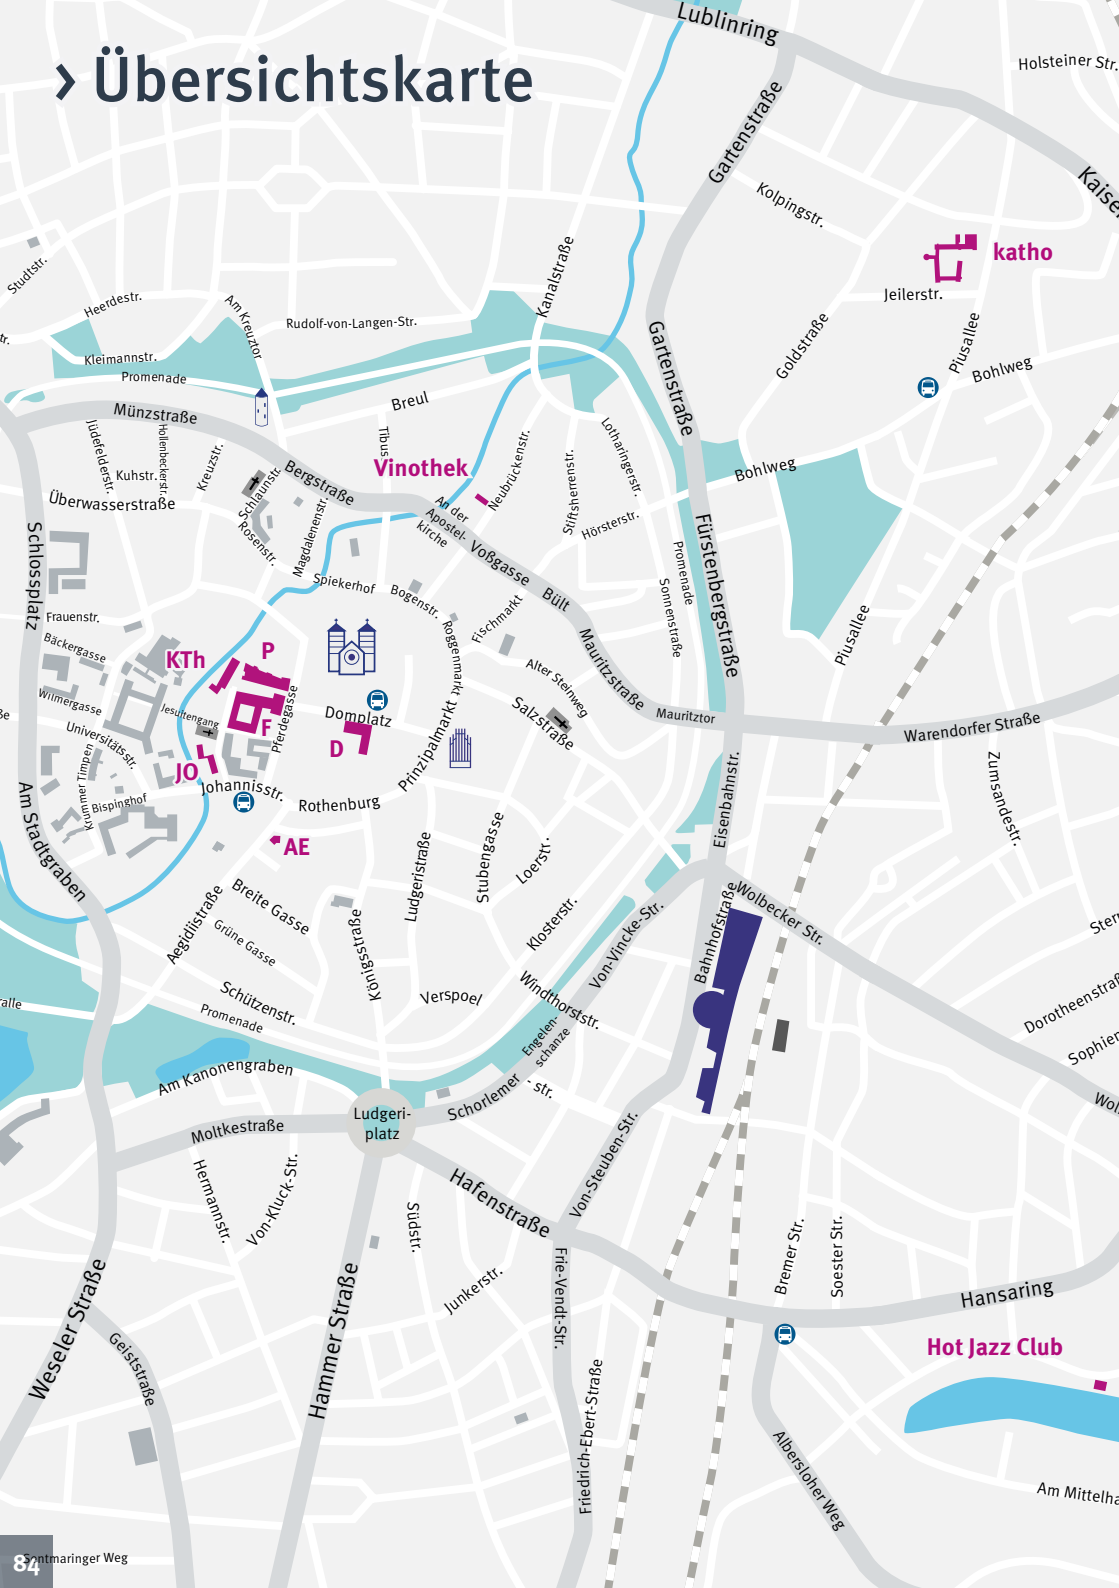 Lublinring
› Übersichtskarte
Holsteiner Str.
Gartenstraße
Kolpingstr.
katho
Kanalstraße
Studtstr.
Jeilerstr.
Heerdestr.
Am Kreuztor
Rudolf-von-Langen-Str.
Goldstraße
Piusallee
Gartenstraße
Kleimannstr.
Promenade
Bohlweg
Breul
Münzstraße
Jüdefelderstr.
Hollenbeckerstr.
Tibus
Lotharingerstr.
Neubrückenstr.
Stiftsherrenstr.
Kuhstr.
Kreuzstr.
Bergstraße
Vinothek
Bohlweg
Schlaunstr.
Überwasserstraße
An der
Apostel-
kirche
Hörsterstr.
Schlossplatz
Rosenstr.
Magdalenenstr.
Voßgasse
Fürstenbergstraße
Promenade
Spiekerhof
Bogenstr.
Bült
Sonnenstraße
Frauenstr.
Roggenmarkt
Fischmarkt
Piusallee
Bäckergasse
KTh
P
Mauritzstraße
Alter Steinweg
Wilmergasse
Jesuitengang
Pferdegasse
F
Domplatz
Salzstraße
Mauritztor
Warendorfer Straße
Universitätsstr.
D
Prinzipalmarkt
Krummer Timpen
JO
Johannisstr.
Zumsandestr.
Bispinghof
Rothenburg
Eisenbahnstr.
Am Stadtgraben
AE
Ludgeristraße
Stubengasse
Loerstr.
Breite Gasse
Wolbecker Str.
Aegidiistraße
Grüne Gasse
Königsstraße
Klosterstr.
Von-Vincke-Str.
Bahnhofstraße
Schützenstr.
Verspoel
Windthorststr.
Promenade
Engelen-
schanze
Am Kanonengraben
- str.
Schorlemer
Ludgeri-
platz
Moltkestraße
Hermannstr.
Von-Kluck-Str.
Hafenstraße
Von-Steuben-Str.
Südstr.
Weseler Straße
Junkerstr.
Frie-Vendt-Str.
Bremer Str.
Soester Str.
Hansaring
Hammer Straße
Geiststraße
Hot Jazz Club
Friedrich-Ebert-Straße
Albersloher Weg
84